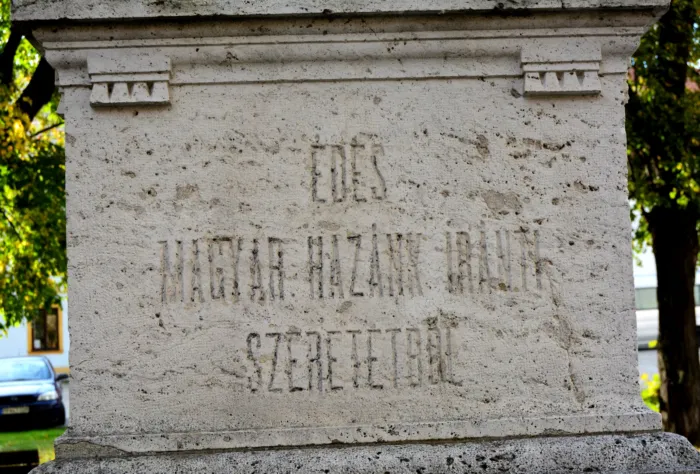 ÉDES
MAGYAR HAZÁNK IRÁNTI
SZERETETBŐL